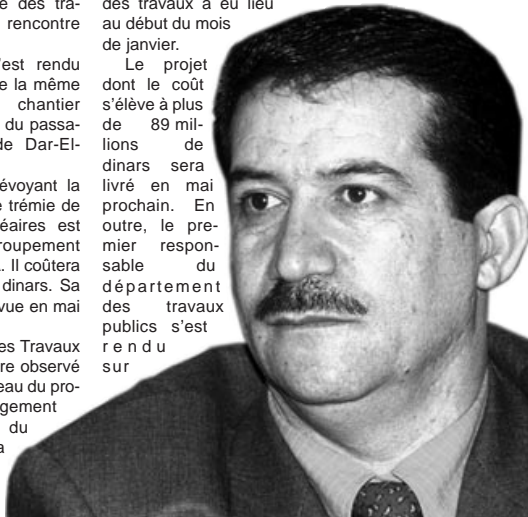 e des tra-
rencontre
'est rendu
e la même
chantier
du passa-
de Dar-El-
évoyant la
e trémie de
éaires est
roupement
. Il coûtera
dinars. Sa
vue en mai
es Travaux
re observé
eau du pro-
gement
du
a
des travaux a eu lieu
au début du mois
de janvier.
Le projet
dont le coût
s'élève à plus
de 89 mil-
lions de
dinars sera
livré en mai
prochain. En
outre, le pre-
mier respon-
sable du
département
des travaux
publics s'est
rendu
sur